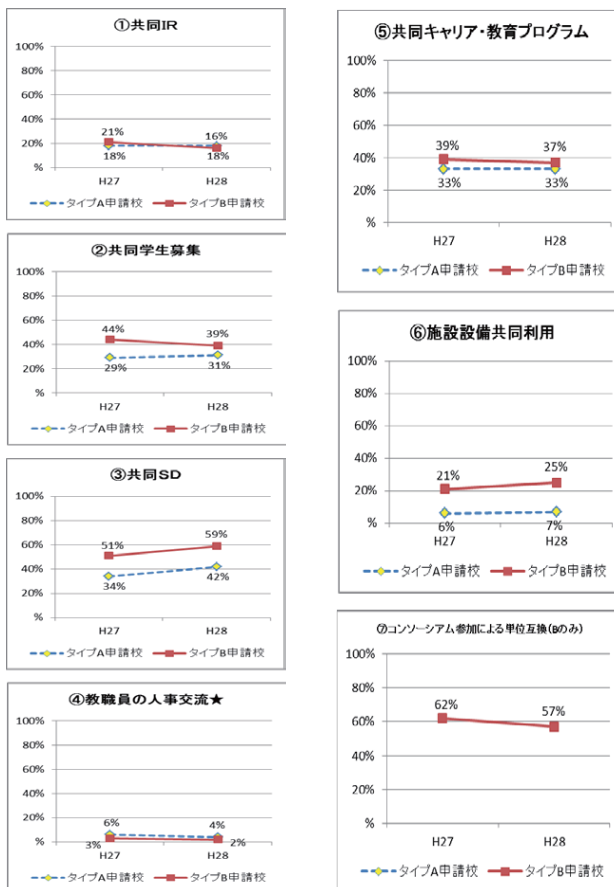 ①共同IR
100%
80%
60%
40%
20%
%
21%
16%
18%
18%
H27
H28
タイプA申請校
タイプB申請校
②共同学生募集
100%
80%
60%
40%
20%
%
44%
39%
29%
31%
H27
H28
タイプA申請校
タイプB申請校
③共同SD
100%
80%
60%
40%
20%
%
51%
59%
34%
42%
H27
H28
タイプA申請校
タイプB申請校
④教職員の人事交流★
100%
80%
60%
40%
20%
%
6%
4%
3%
2%
H27
H28
タイプA申請校
タイプB申請校
⑤共同キャリア・教育プログラム
100%
80%
60%
40%
20%
%
39%
37%
33%
33%
H27
H28
タイプA申請校
タイプB申請校
⑥施設設備共同利用
100%
80%
60%
40%
20%
%
21%
25%
6%
7%
H27
H28
タイプA申請校
タイプB申請校
⑦コンソーシアム参加による単位互換(Bのみ)
100%
80%
60%
40%
20%
%
62%
57%
H27
H28
タイプA申請校
タイプB申請校